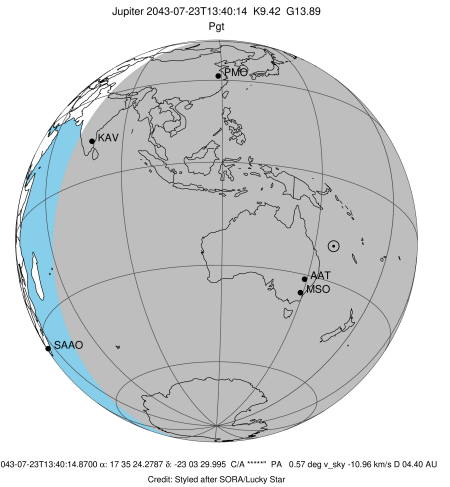 Jupiter 2043-07-23T13:40:14 K9.42 G13.89
Pgt
PMO
KAV
AAT
MSO
SAAO
043-07-23T13:40:14.8700 α: 17 35 24.2787 δ: -23 03 29.995 C/A *****" PA 0.57 deg v_sky -10.96 km/s D 04.40 AU
Credit: Styled after SORA/Lucky Star